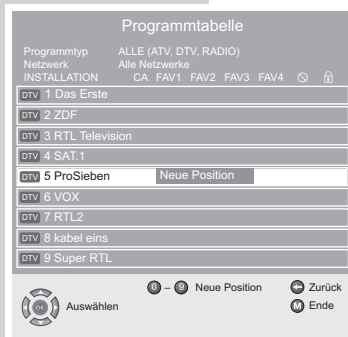 Programmtabelle
Programmtyp ALLE (ATV, DTV, RADIO)
Netzwerk Alle Netzwerke
INSTALLATION CA FAV1 FAV2 FAV3 FAV4
DTV 1 Das Erste
DTV 2 ZDF
DTV 3 RTL Television
DTV 4 SAT.1
DTV 5 ProSieben Neue Position
DTV 6 VOX
DTV 7 RTL2
DTV 8 kabel eins
DTV 9 Super RTL
0 – 9 Neue Position Zurück
OK Auswählen M Ende